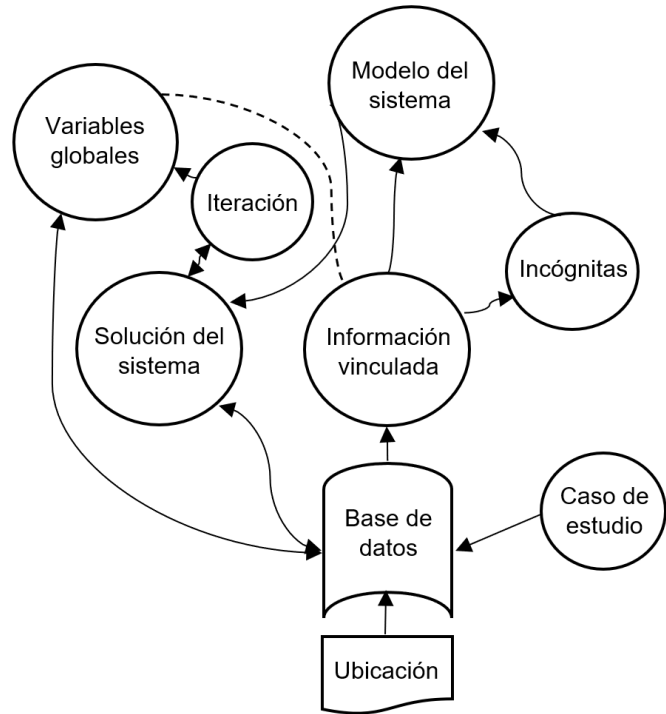 Modelo del
sistema
Variables
globales
Iteración
Incógnitas
Solución del
sistema
Información
vinculada
Caso de
estudio
Base de
datos
Ubicación